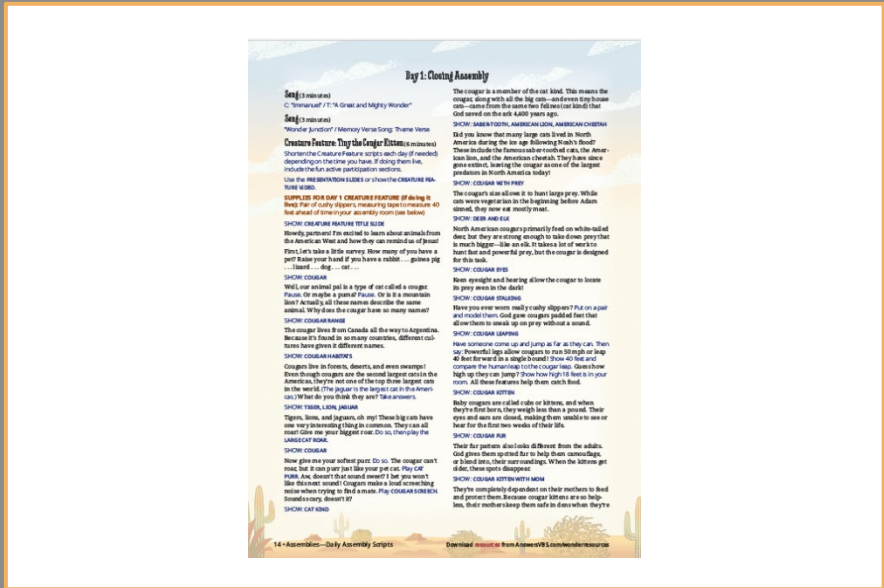 Day 1: Closing Assembly
Song (3 minutes)
C: "Immanuel" / T: "A Great and Mighty Wonder"
Song (3 minutes)
"Wonder Junction" / Memory Verse Song: Theme Verse
Creature Feature: Tiny the Cougar Kitten (6 minutes)
Shorten the Creature Feature scripts each day (if needed)
depending on the time you have. If doing them live,
include the fun active participation sections.
Use the PRESENTATION SLIDES or show the CREATURE FEA-
TURE VIDEO.
SUPPLIES FOR DAY 1 CREATURE FEATURE (if doing it
live): Pair of cushy slippers, measuring tape to measure 40
feet ahead of time in your assembly room (see below)
SHOW: CREATURE FEATURE TITLE SLIDE
Howdy, partners! I'm excited to learn about animals from
the American West and how they can remind us of Jesus!
First, let's take a little survey. How many of you have a
pet? Raise your hand if you have a rabbit . . . guinea pig
. . . lizard . . . dog . . . cat . . .
SHOW: COUGAR
Well, our animal pal is a type of cat called a cougar.
Pause. Or maybe a puma? Pause. Or is it a mountain
lion? Actually, all these names describe the same
animal. Why does the cougar have so many names?
SHOW: COUGAR RANGE
The cougar lives from Canada all the way to Argentina.
Because it's found in so many countries, different cul-
tures have given it different names.
SHOW: COUGAR HABITATS
Cougars live in forests, deserts, and even swamps!
Even though cougars are the second largest cats in the
Americas, they're not one of the top three largest cats
in the world. (The jaguar is the largest cat in the Ameri-
cas.) What do you think they are? Take answers.
SHOW: TIGER, LION, JAGUAR
Tigers, lions, and jaguars, oh my! These big cats have
one very interesting thing in common. They can all
roar! Give me your biggest roar. Do so, then play the
LARGE CAT ROAR.
SHOW: COUGAR
Now give me your softest purr. Do so. The cougar can't
roar, but it can purr just like your pet cat. Play CAT
PURR. Aw, doesn't that sound sweet? I bet you won't
like this next sound! Cougars make a loud screeching
noise when trying to find a mate. Play COUGAR SCREECH.
Sounds scary, doesn't it?
SHOW: CAT KIND
The cougar is a member of the cat kind. This means the
cougar, along with all the big cats—and even tiny house
cats—came from the same two felines (cat kind) that
God saved on the ark 4,400 years ago.
SHOW: SABER-TOOTH, AMERICAN LION, AMERICAN CHEETAH
Did you know that many large cats lived in North
America during the ice age following Noah's flood?
These include the famous saber-toothed cats, the Amer-
ican lion, and the American cheetah. They have since
gone extinct, leaving the cougar as one of the largest
predators in North America today!
SHOW: COUGAR WITH PREY
The cougar's size allows it to hunt large prey. While
cats were vegetarian in the beginning before Adam
sinned, they now eat mostly meat.
SHOW: DEER AND ELK
North American cougars primarily feed on white-tailed
deer, but they are strong enough to take down prey that
is much bigger—like an elk. It takes a lot of work to
hunt fast and powerful prey, but the cougar is designed
for this task.
SHOW: COUGAR EYES
Keen eyesight and hearing allow the cougar to locate
its prey even in the dark!
SHOW: COUGAR STALKING
Have you ever worn really cushy slippers? Put on a pair
and model them. God gave cougars padded feet that
allow them to sneak up on prey without a sound.
SHOW: COUGAR LEAPING
Have someone come up and jump as far as they can. Then
say: Powerful legs allow cougars to run 50 mph or leap
40 feet forward in a single bound! Show 40 feet and
compare the human leap to the cougar leap. Guess how
high up they can jump? Show how high 18 feet is in your
room. All these features help them catch food.
SHOW: COUGAR KITTEN
Baby cougars are called cubs or kittens, and when
they're first born, they weigh less than a pound. Their
eyes and ears are closed, making them unable to see or
hear for the first two weeks of their life.
SHOW: COUGAR FUR
Their fur pattern also looks different from the adults.
God gives them spotted fur to help them camouflage,
or blend into, their surroundings. When the kittens get
older, these spots disappear.
SHOW: COUGAR KITTEN WITH MOM
They're completely dependent on their mothers to feed
and protect them. Because cougar kittens are so help-
less, their mothers keep them safe in dens when they're
14 • Assemblies—Daily Assembly Scripts
Download resources from AnswersVBS.com/wonderresources